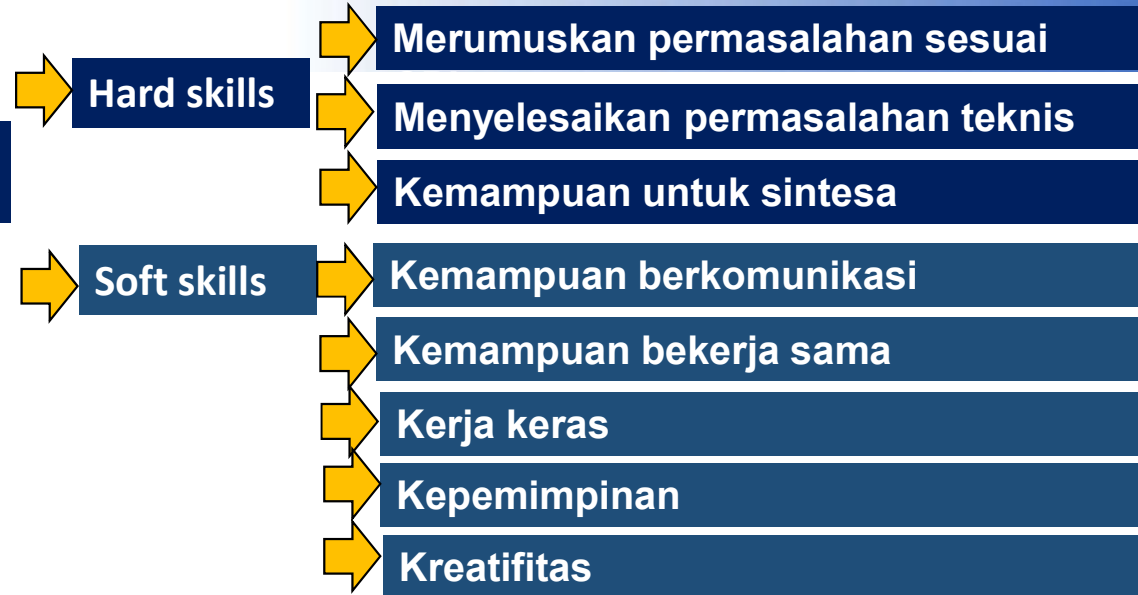 Hard skills
Merumuskan permasalahan sesuai
Menyelesaikan permasalahan teknis
Kemampuan untuk sintesa
Soft skills
Kemampuan berkomunikasi
Kemampuan bekerja sama
Kerja keras
Kepemimpinan
Kreatifitas